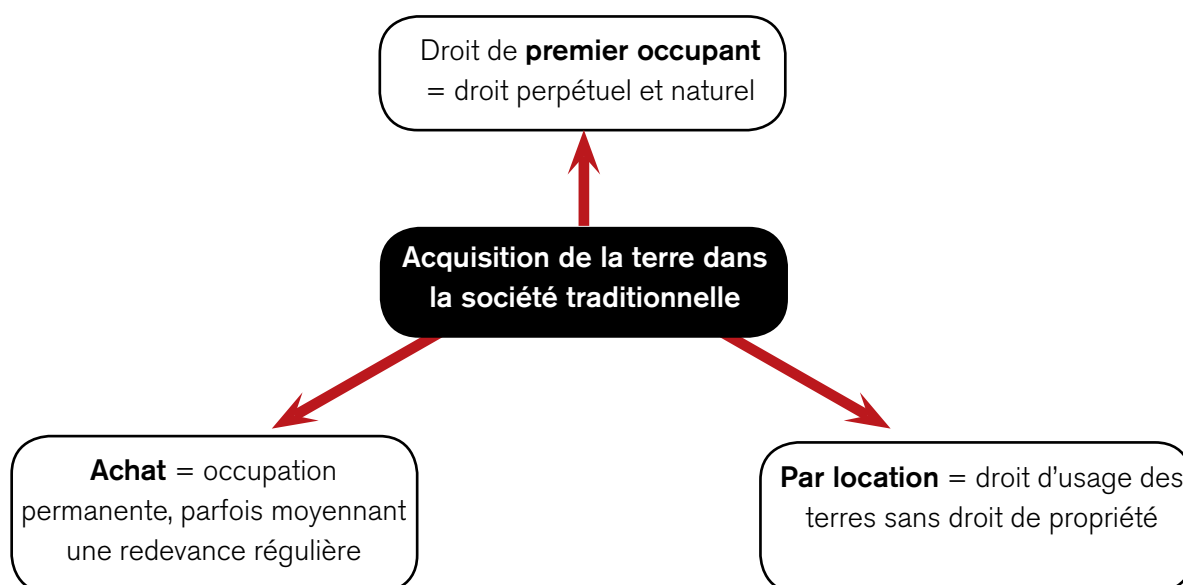 Droit de premier occupant
= droit perpétuel et naturel
Acquisition de la terre dans
la société traditionnelle
Achat = occupation
permanente, parfois moyennant
une redevance régulière
Par location = droit d'usage des
terres sans droit de propriété